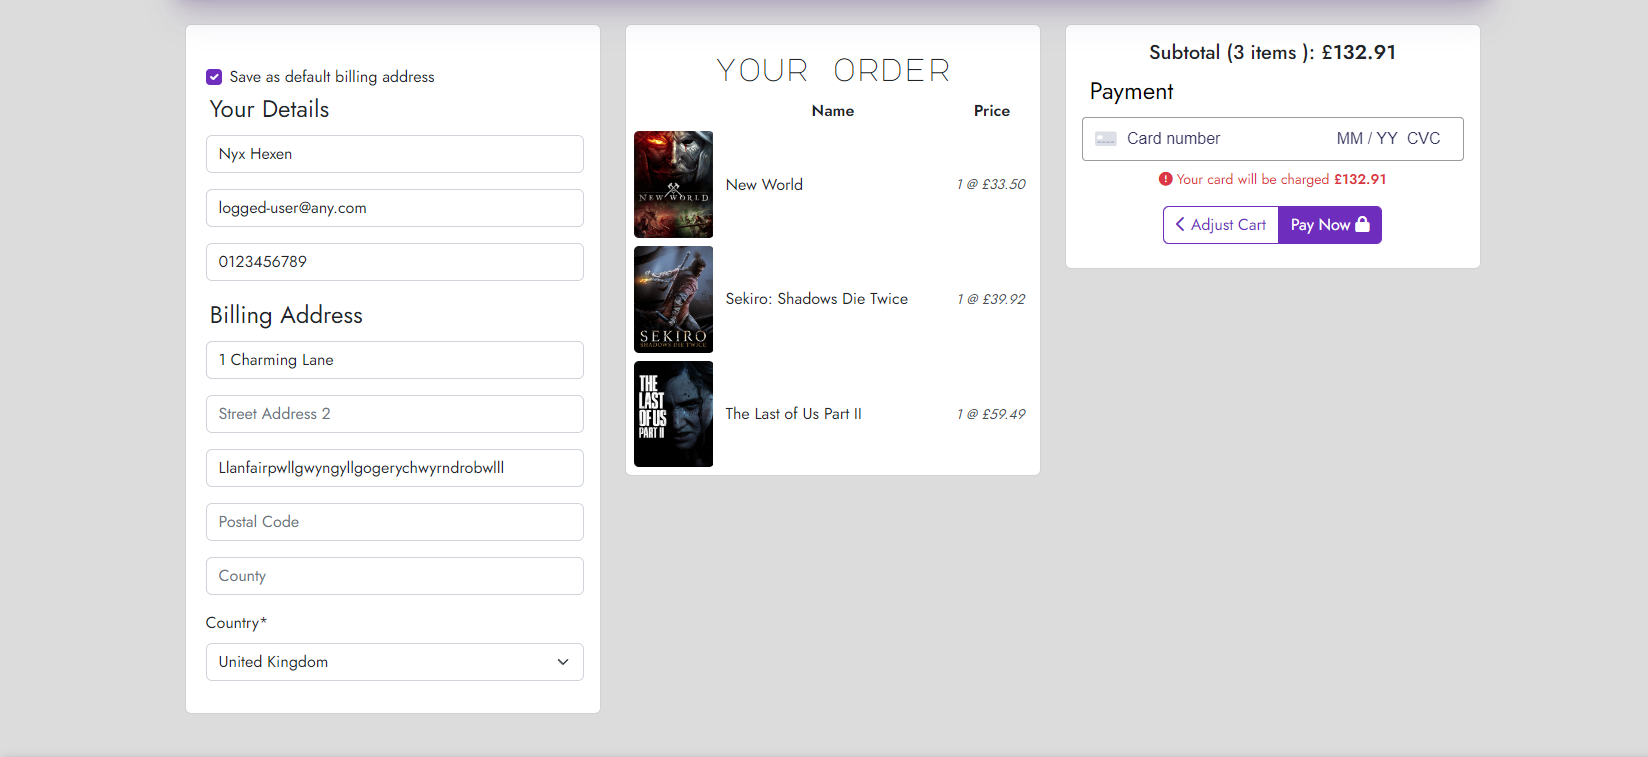 Save as default billing address
Your Details
Nyx Hexen
logged-user@any.com
0123456789
Billing Address
1 Charming Lane
Street Address 2
Llanfairpwllgwyngyllgogerychwyrndrobwlll
Postal Code
County
Country*
United Kingdom
YOUR ORDER
Name Price
NEW WORLD
New World 1 @ £33.50
SEKIRO
SHADOWS DIE TWICE
Sekiro: Shadows Die Twice 1 @ £39.92
THE
LAST
OF US
PART II
The Last of Us Part II 1 @ £59.49
Subtotal (3 items ): £132.91
Payment
Card number MM / YY CVC
Your card will be charged £132.91
Adjust Cart Pay Now